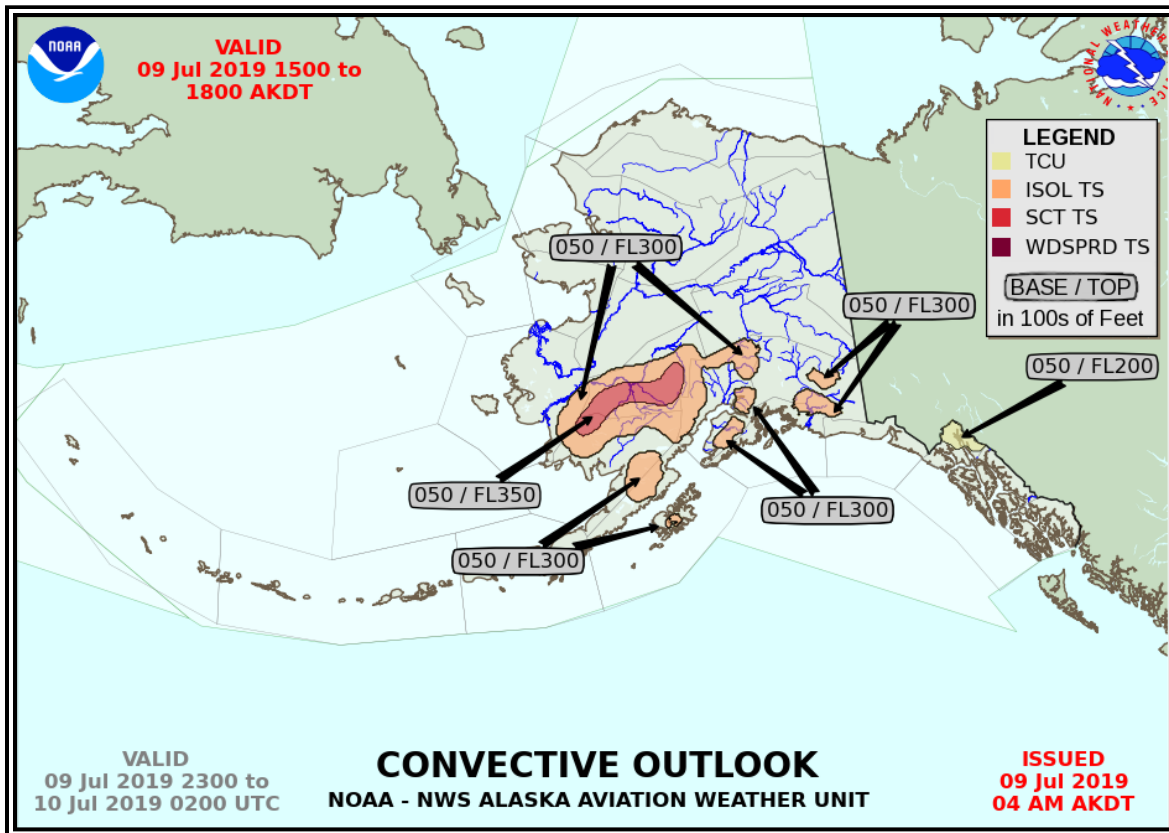 NOAA
VALID
09 Jul 2019 1500 to
1800 AKDT
NATIONAL WEATHER
LEGEND
TCU
ISOL TS
SCT TS
WDSPRD TS
BASE / TOP
in 100s of Feet
050 / FL300
050 / FL300
050 / FL200
050 / FL350
050 / FL300
050 / FL300
VALID
09 Jul 2019 2300 to
10 Jul 2019 0200 UTC
CONVECTIVE OUTLOOK
NOAA - NWS ALASKA AVIATION WEATHER UNIT
ISSUED
09 Jul 2019
04 AM AKDT